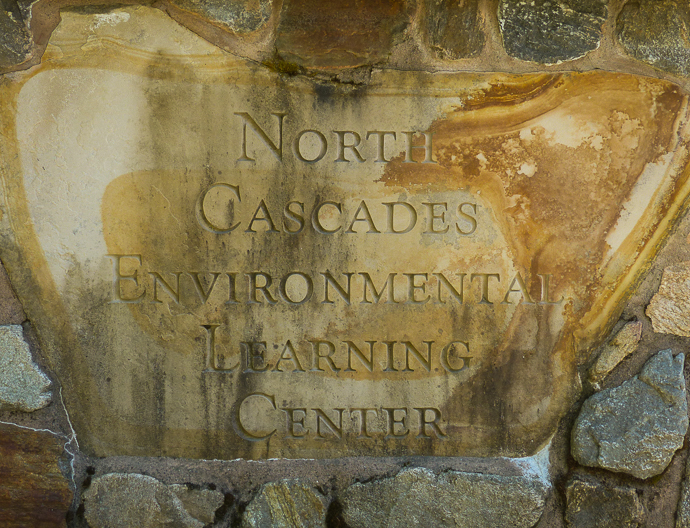 North
Cascades
Environmental
Learning
Center